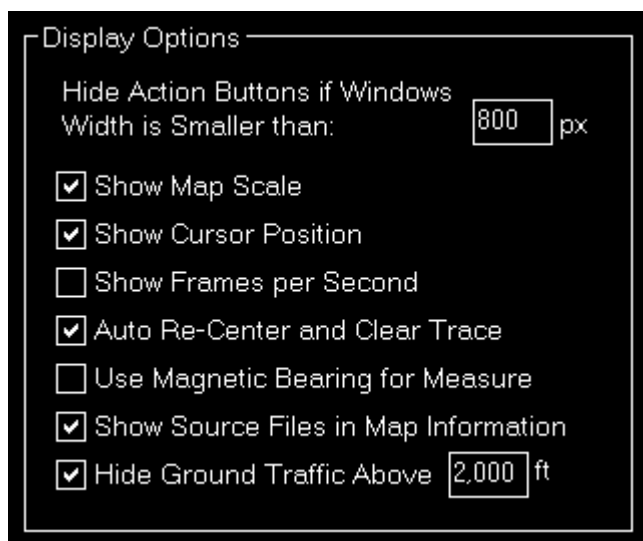 Display Options
Hide Action Buttons if Windows
Width is Smaller than: 800 px
Show Map Scale
Show Cursor Position
Show Frames per Second
Auto Re-Center and Clear Trace
Use Magnetic Bearing for Measure
Show Source Files in Map Information
Hide Ground Traffic Above 2,000 ft